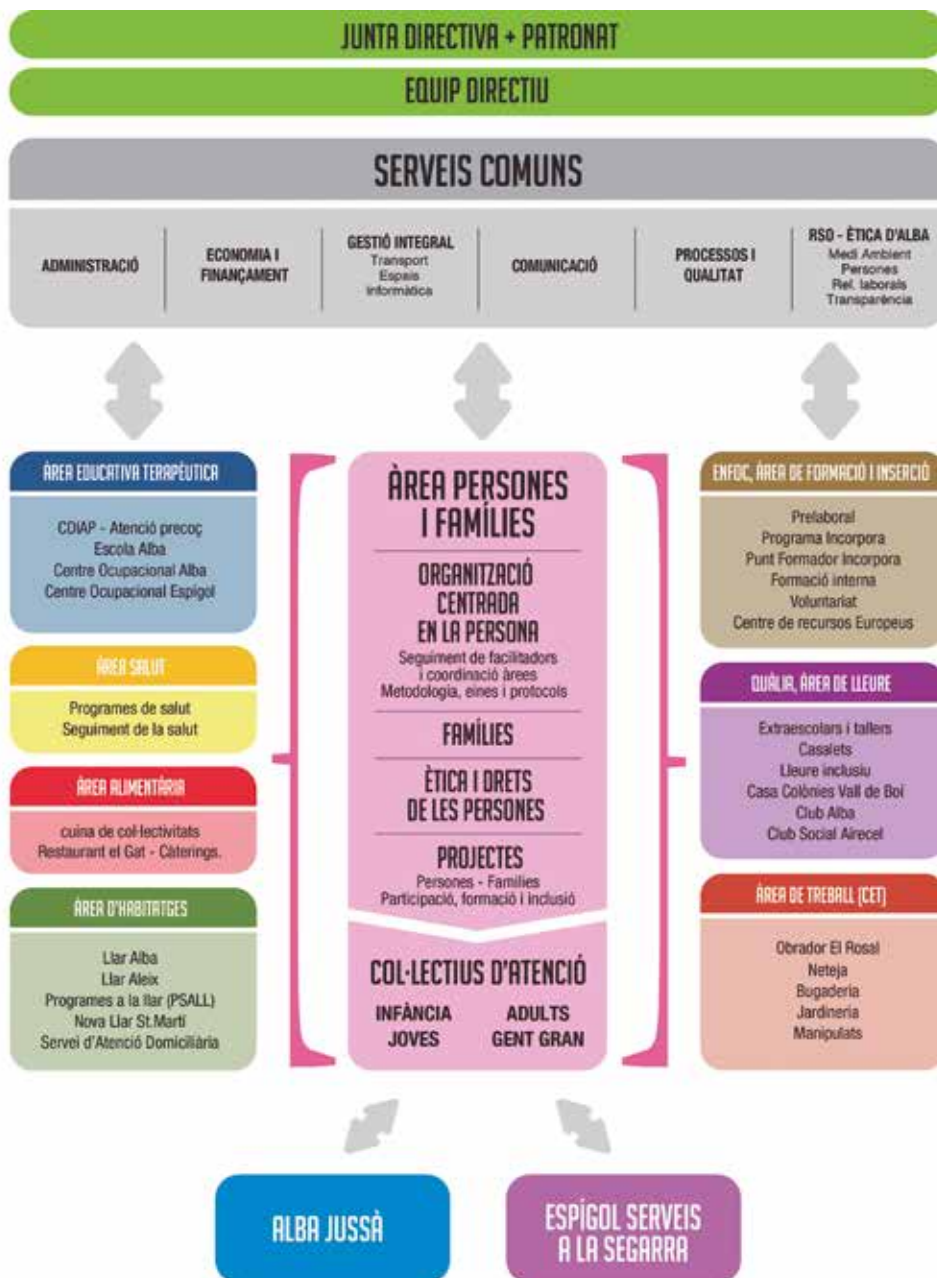 JUNTA DIRECTIVA + PATRONAT
EQUIP DIRECTIU
SERVEIS COMUNS
ADMINISTRACIÓ
ECONOMIA I
FINANÇAMENT
GESTIÓ INTEGRAL
Transport
Espais
Informàtica
COMUNICACIÓ
PROCESSOS I
QUALITAT
RSO - ÈTICA D'ALBA
Medi Ambient
Persones
Rel. laborals
Transparència
ÀREA EDUCATIVA TERAPÈUTICA
CDIAP - Atenció precoç
Escola Alba
Centre Ocupacional Alba
Centre Ocupacional Espígol
ÀREA SALUT
Programes de salut
Seguiment de la salut
ÀREA ALIMENTÀRIA
cuina de col·lectivitats
Restaurant el Gat - Càterings.
ÀREA D'HABITATGES
Llar Alba
Llar Aleix
Programes a la llar (PSALL)
Nova Llar St.Martí
Servei d'Atenció Domiciliària
ÀREA PERSONES
I FAMÍLIES
ORGANITZACIÓ
CENTRADA
EN LA PERSONA
Seguiment de facilitadors
i coordinació àrees
Metodologia, eines i protocols
FAMÍLIES
ÈTICA I DRETS
DE LES PERSONES
PROJECTES
Persones - Famílies
Participació, formació i inclusió
COL·LECTIUS D'ATENCIÓ
INFÀNCIA
ADULTS
JOVES
GENT GRAN
ENFOC, ÀREA DE FORMACIÓ I INSERCIÓ
Prelaboral
Programa Incorpora
Punt Formador Incorpora
Formació interna
Voluntariat
Centre de recursos Europeus
QUÀLIA, ÀREA DE LLEURE
Extraescolars i tallers
Casalets
Lleure inclusiu
Casa Colònies Vall de Boí
Club Alba
Club Social Airecel
ÀREA DE TREBALL (CET)
Obrador El Rosal
Neteja
Bugaderia
Jardineria
Manipulats
ALBA JUSSÀ
ESPÍGOL SERVEIS
A LA SEGARRA